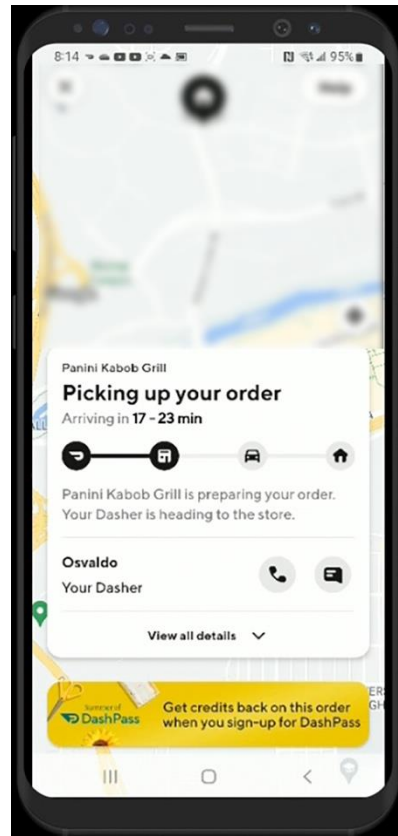 8:14
95%
Help
Panini Kabob Grill
Picking up your order
Arriving in 17 - 23 min
Panini Kabob Grill is preparing your order.
Your Dasher is heading to the store.
Osvaldo
Your Dasher
View all details
Summer of
DashPass
Get credits back on this order
when you sign-up for DashPass